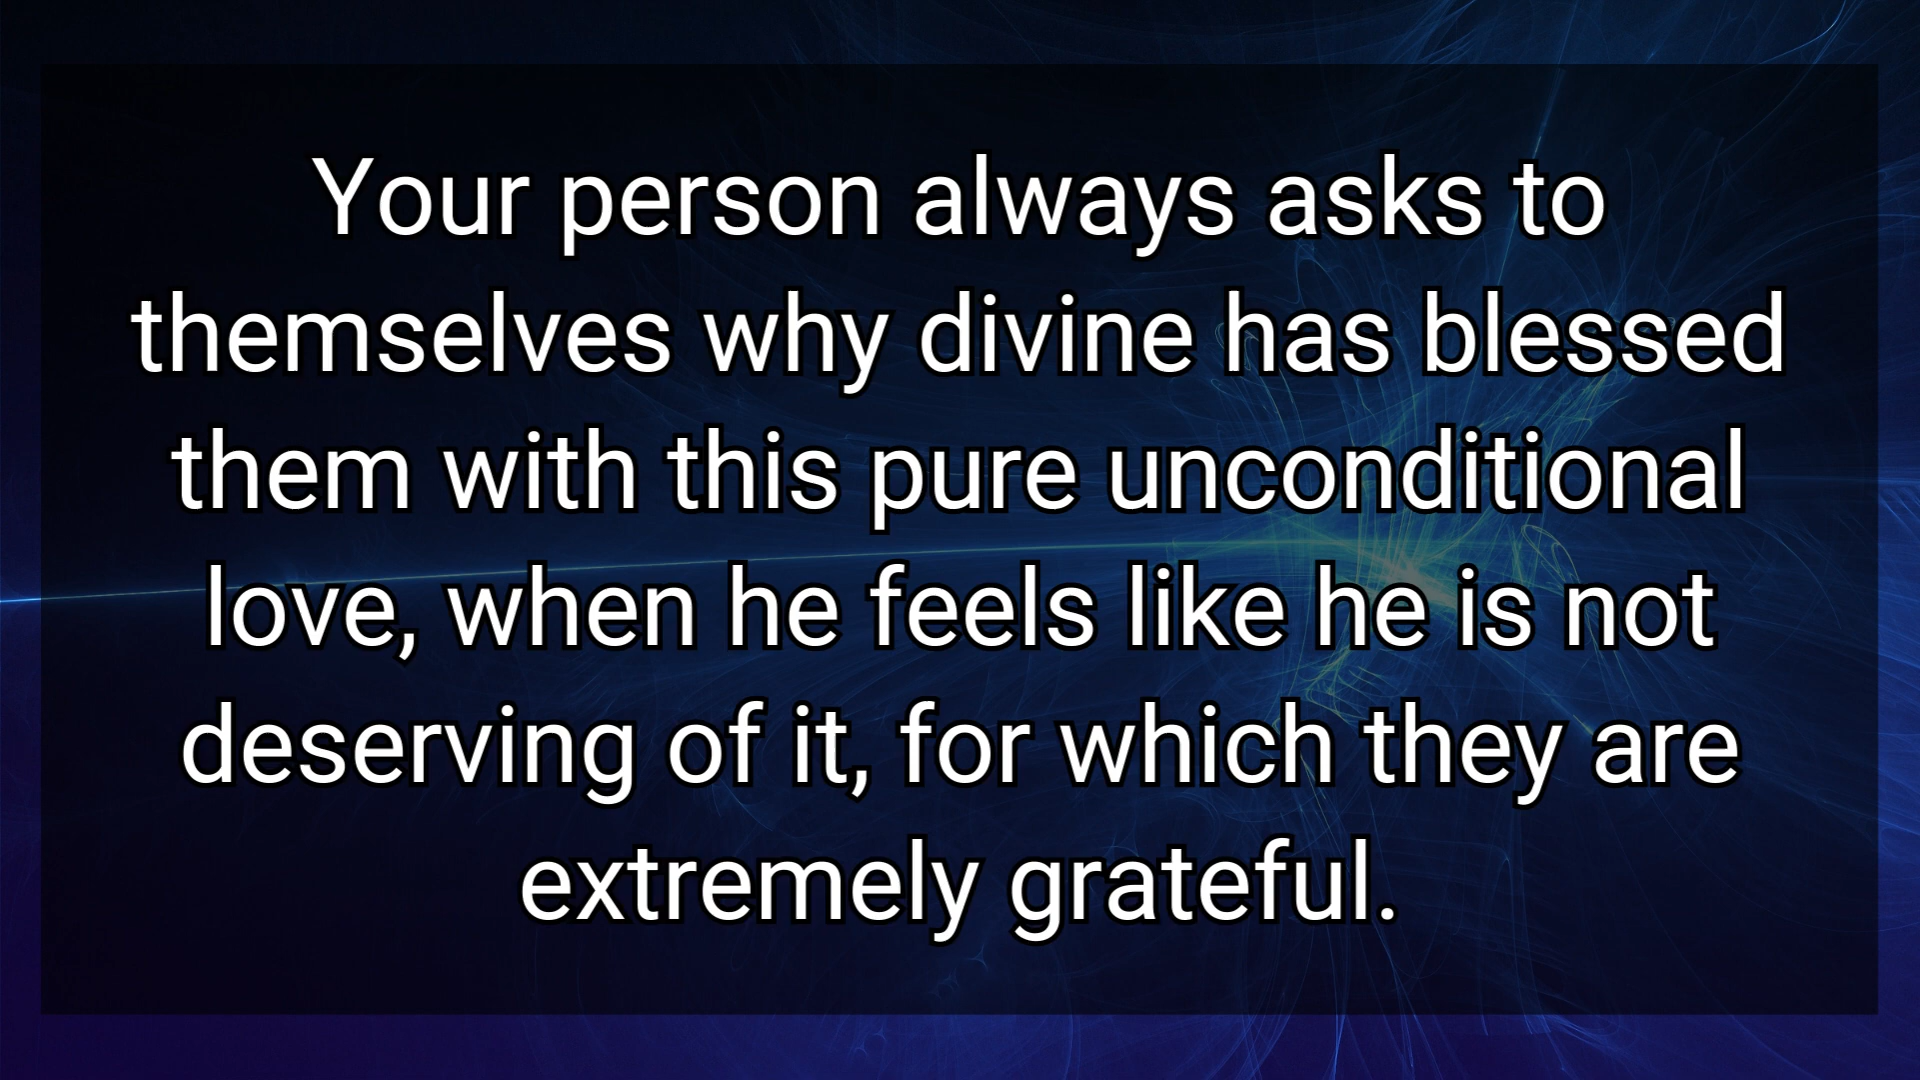 Your person always asks to
themselves why divine has blessed
them with this pure unconditional
love, when he feels like he is not
deserving of it, for which they are
extremely grateful.